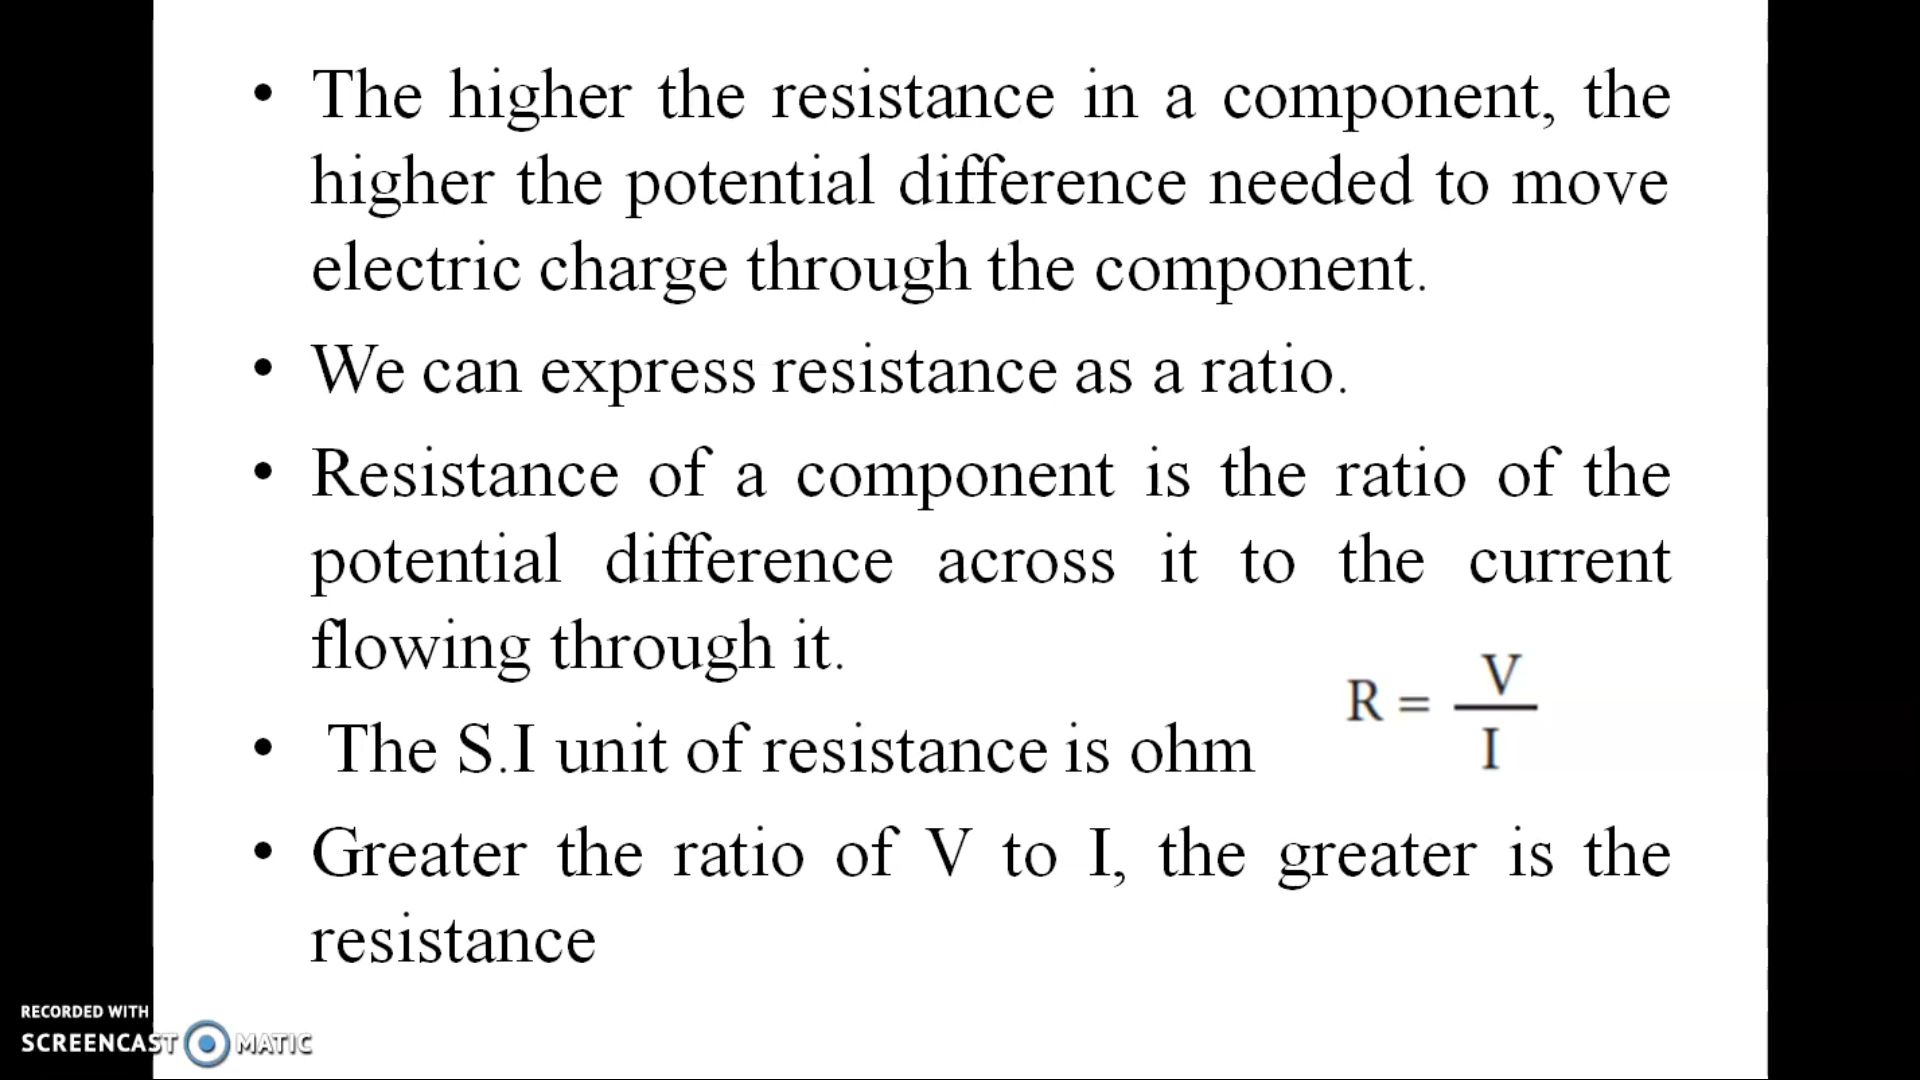 • The higher the resistance in a component, the
higher the potential difference needed to move
electric charge through the component.
• We can express resistance as a ratio.
• Resistance of a component is the ratio of the
potential difference across it to the current
flowing through it.
R = V
I
• The S.I unit of resistance is ohm
• Greater the ratio of V to I, the greater is the
resistance
RECORDED WITH
SCREENCAST MATIC